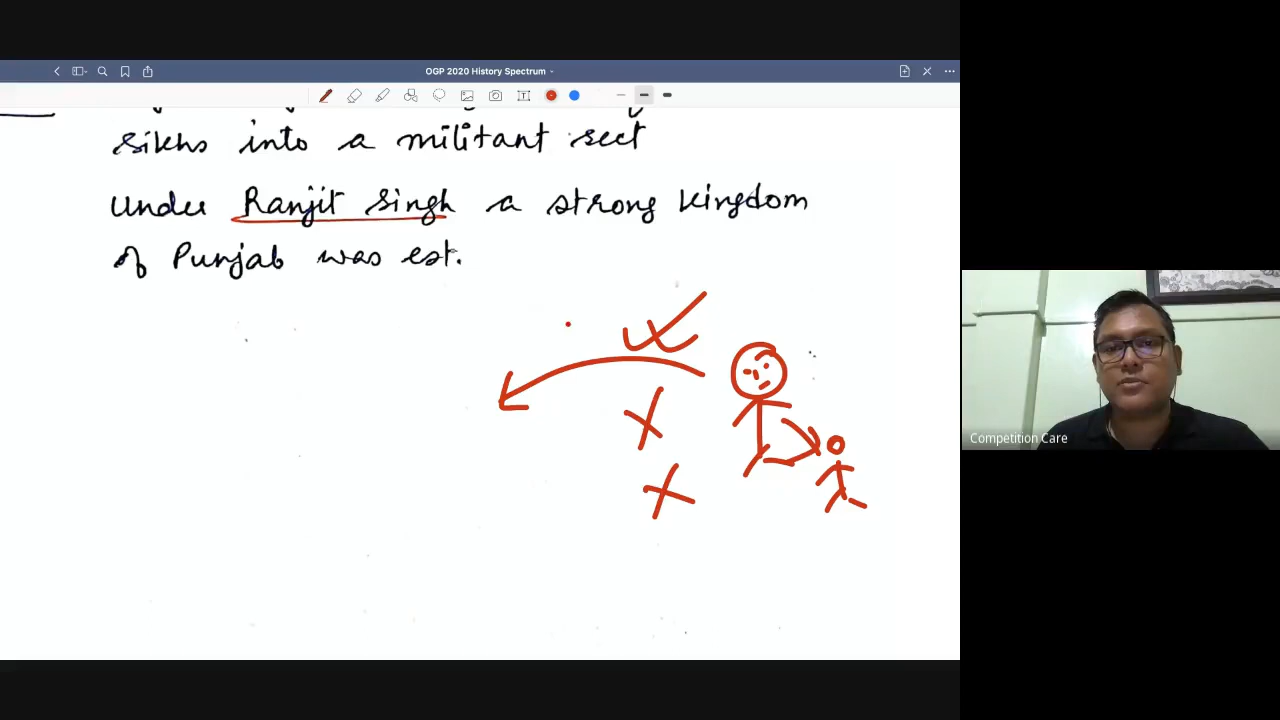 OGP 2020 History Spectrum
sikhs into a militant sect
Under Ranjit Singh a strong kingdom
of Punjab was est.
Competition Care